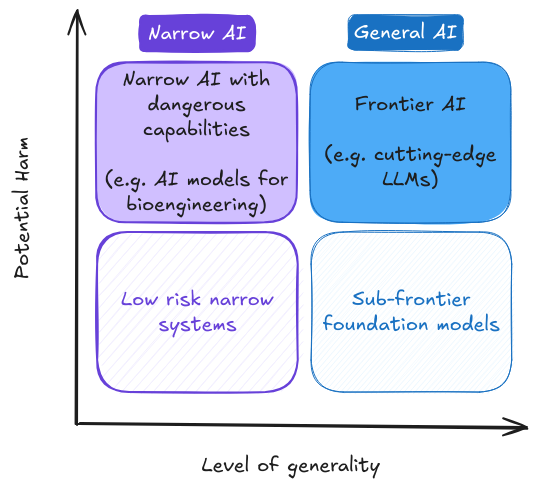 Narrow AI
General AI
Narrow AI with
dangerous
capabilities
(e.g. AI models for
bioengineering)
Frontier AI
(e.g. cutting-edge
LLMs)
Potential Harm
Low risk narrow
systems
Sub-frontier
foundation models
Level of generality